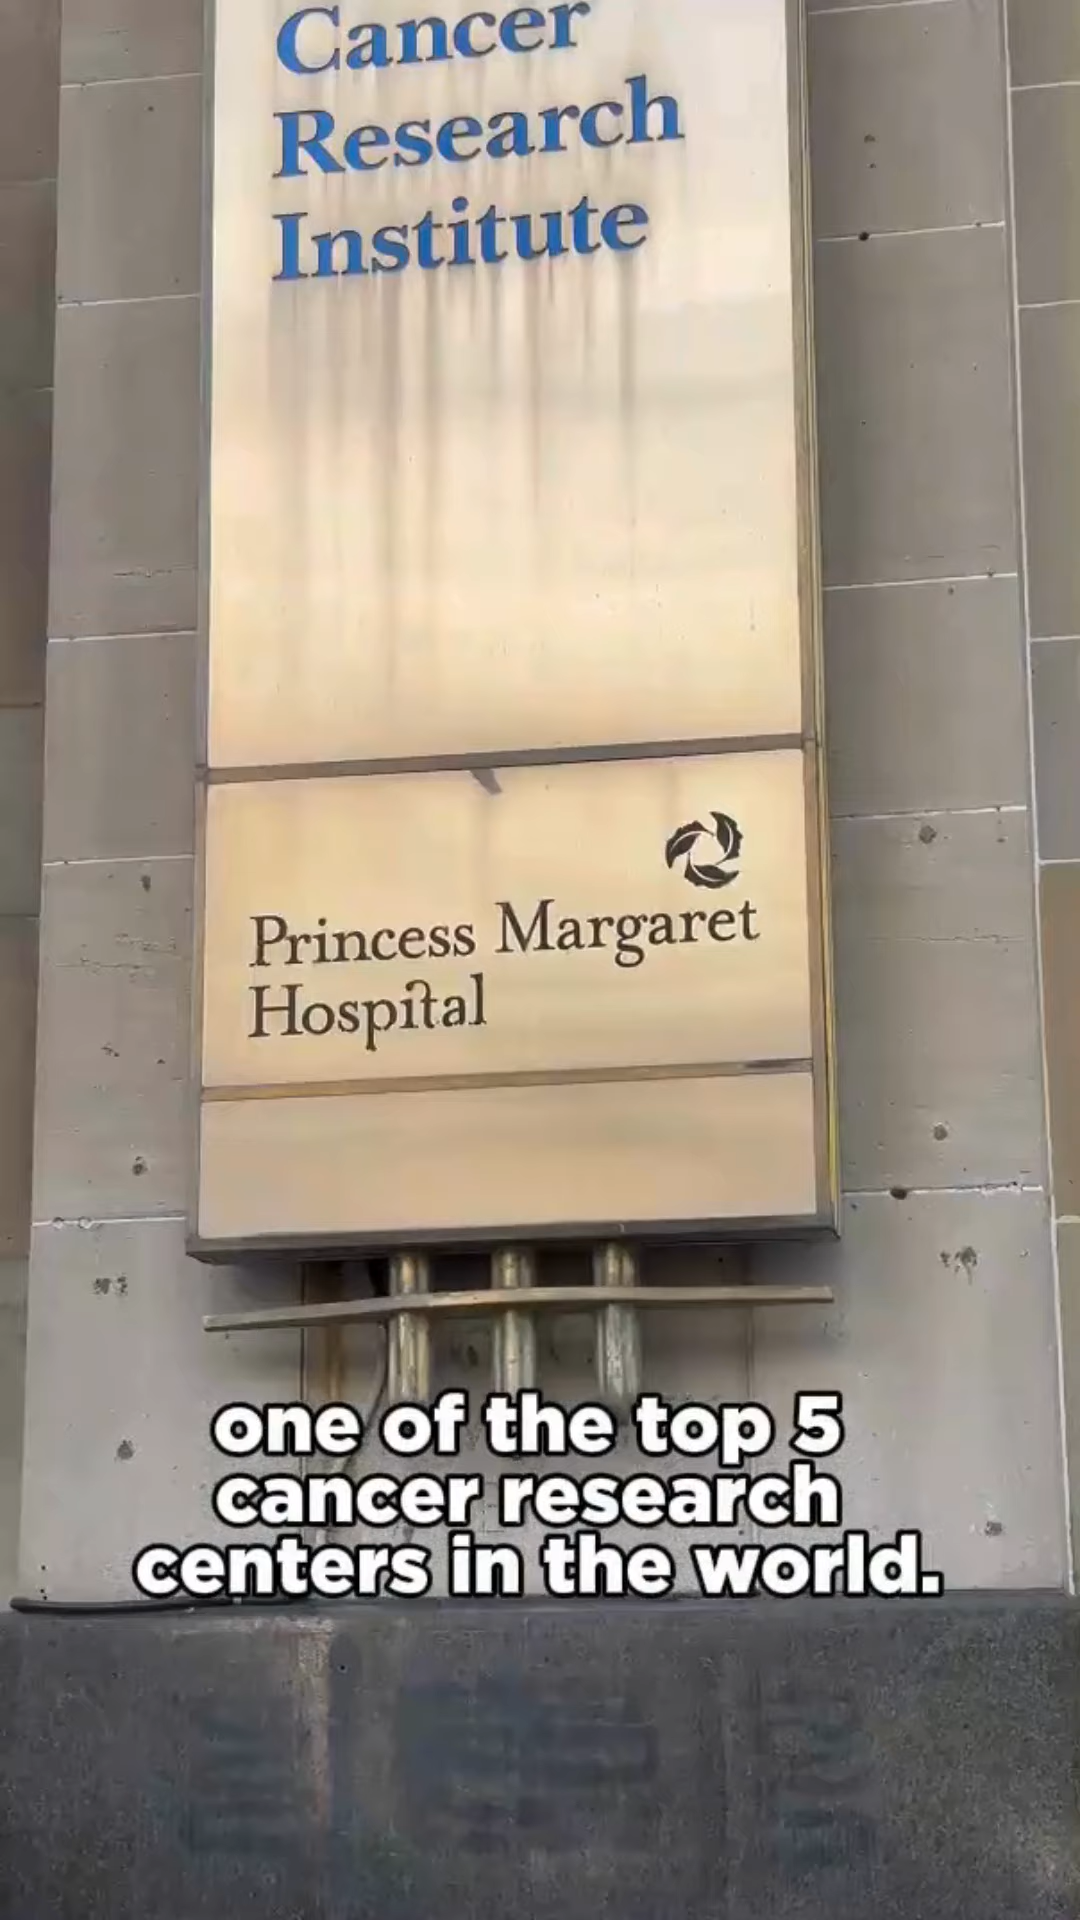 Cancer
Research
Institute
Princess Margaret
Hospital
one of the top 5
cancer research
centers in the world.